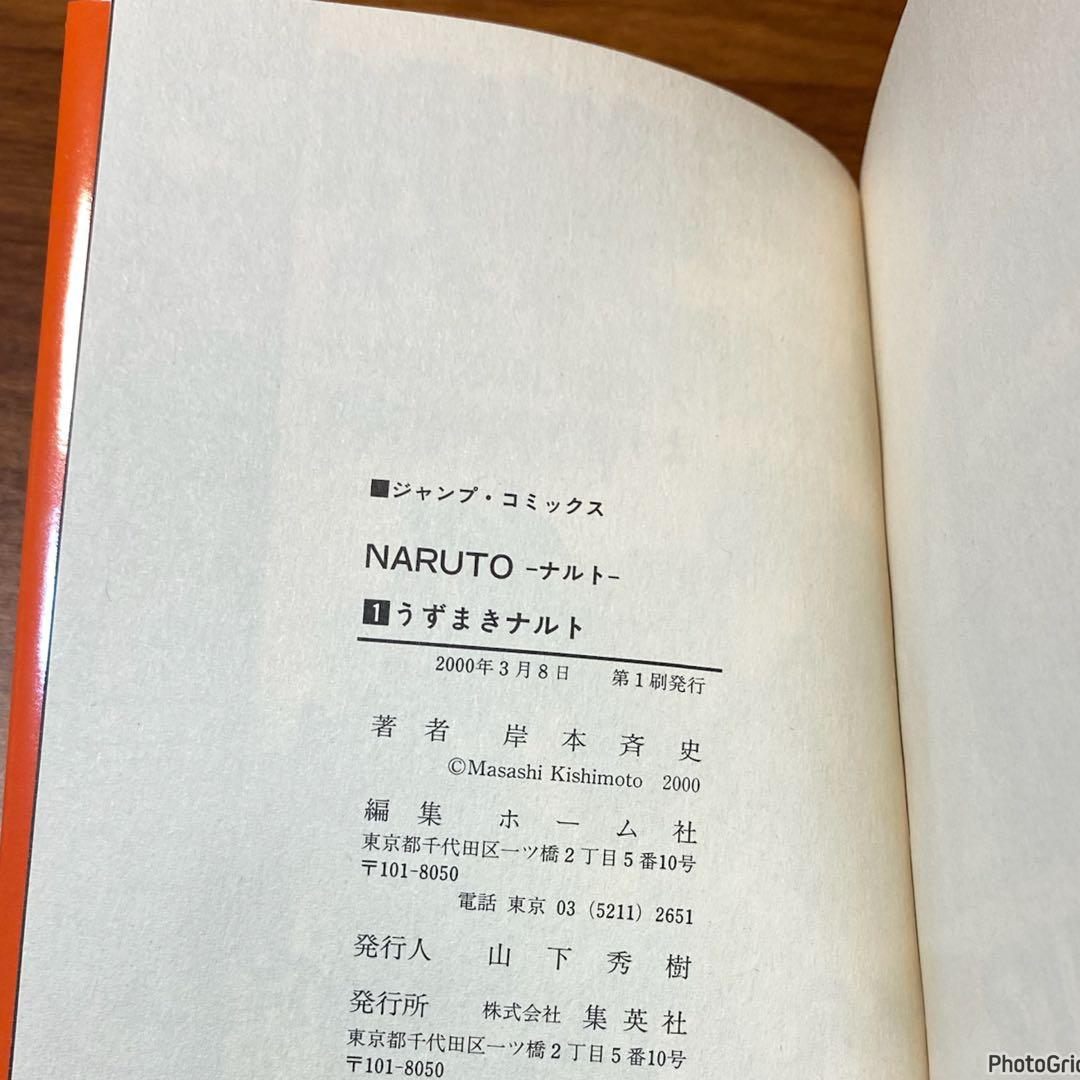 ■ジャンプ・コミックス
NARUTO -ナルト-
1 うずまきナルト
2000年3月8日 第1刷発行
著者 岸本斉史
©Masashi Kishimoto 2000
編集 ホーム社
東京都千代田区一ツ橋2丁目5番10号
〒101-8050
電話 東京 03 (5211) 2651
発行人 山下秀樹
発行所 株式会社 集英社
東京都千代田区一ツ橋2丁目5番10号
〒101-8050
PhotoGrid